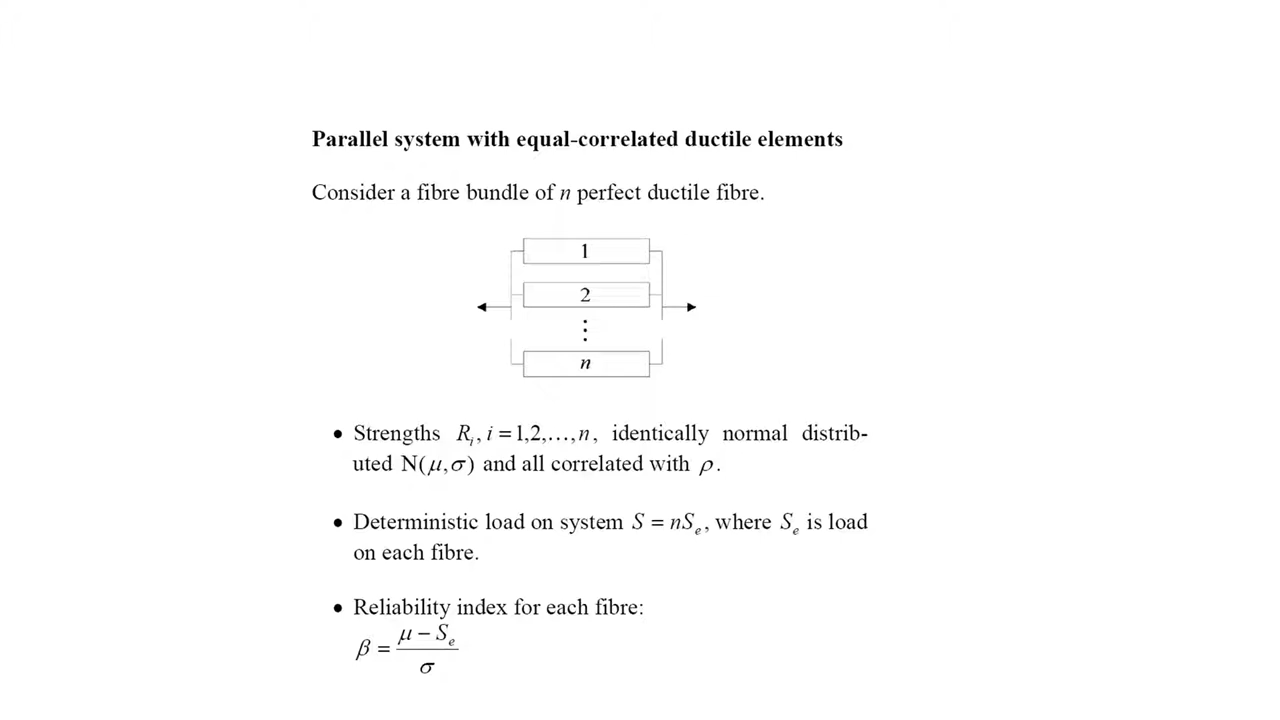 Parallel system with equal-correlated ductile elements
Consider a fibre bundle of n perfect ductile fibre.
1
2
⋮
n
• Strengths R_i, i = 1,2,…,n, identically normal distrib-
uted N(μ,σ) and all correlated with ρ.
• Deterministic load on system S = nS_e, where S_e is load
on each fibre.
• Reliability index for each fibre:
β = (μ − S_e) / σ